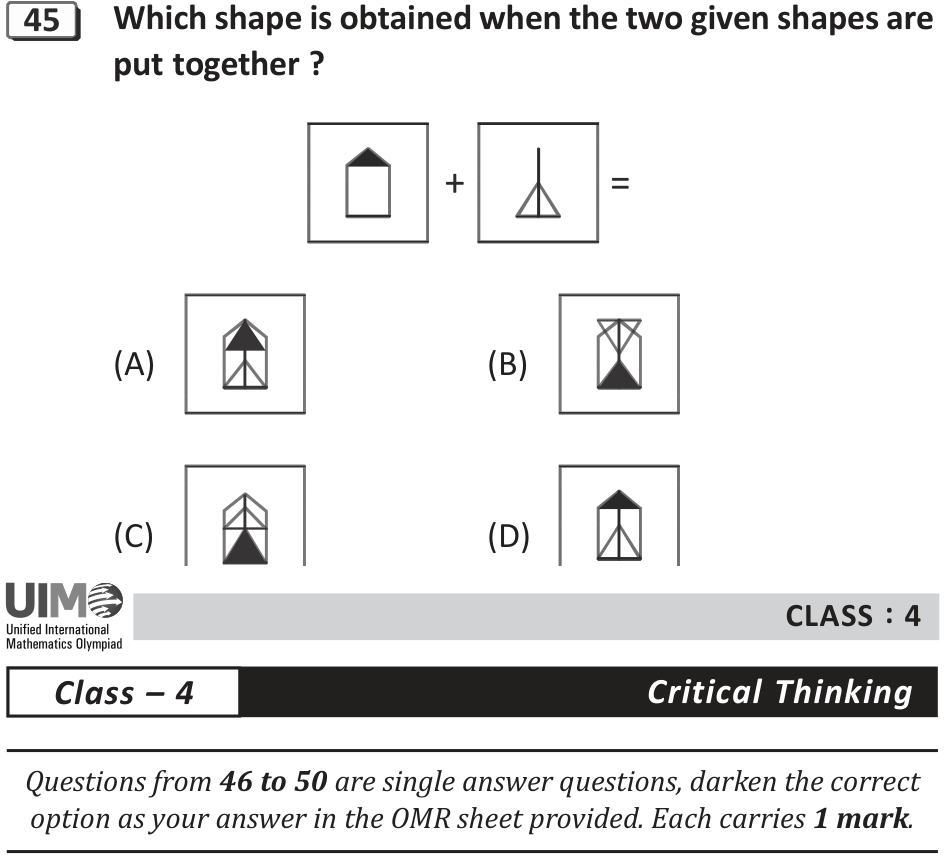 45 Which shape is obtained when the two given shapes are
put together ?
+ =
(A) (B)
(C) (D)
UIMO
Unified International
Mathematics Olympiad
CLASS : 4
Class – 4 Critical Thinking
Questions from 46 to 50 are single answer questions, darken the correct
option as your answer in the OMR sheet provided. Each carries 1 mark.